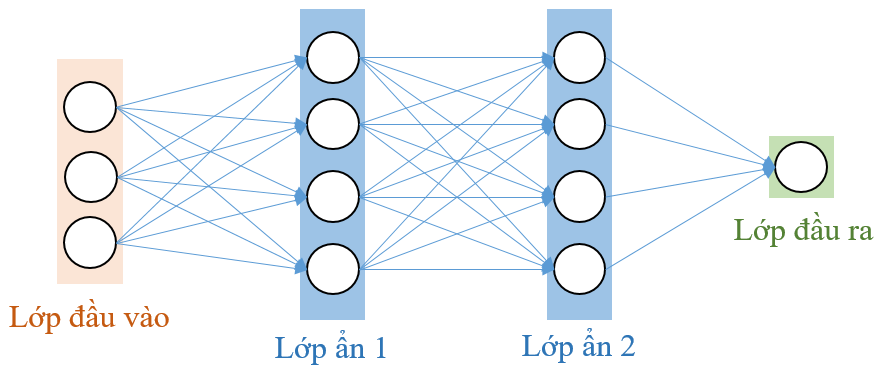 Lớp đầu vào
Lớp ẩn 1
Lớp ẩn 2
Lớp đầu ra